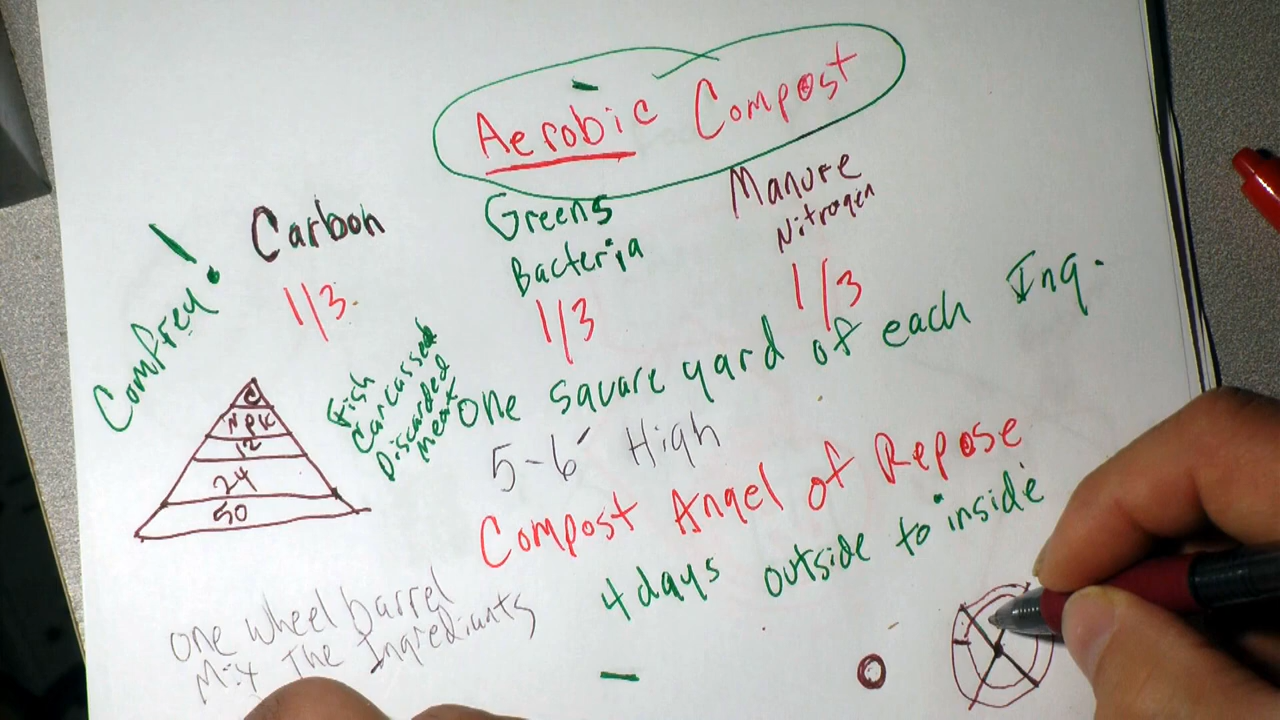 Aerobic Compost
Carbon
1/3
Greens
Bacteria
1/3
Manure
Nitrogen
1/3
Comfrey!
Fish
Carcasses
Discarded
Meat
one square yard of each Ing.
5-6' High
C
NPK
12
24
50
Compost Angel of Repose
4 days outside to inside
one wheel barrel
Mix The Ingrediants